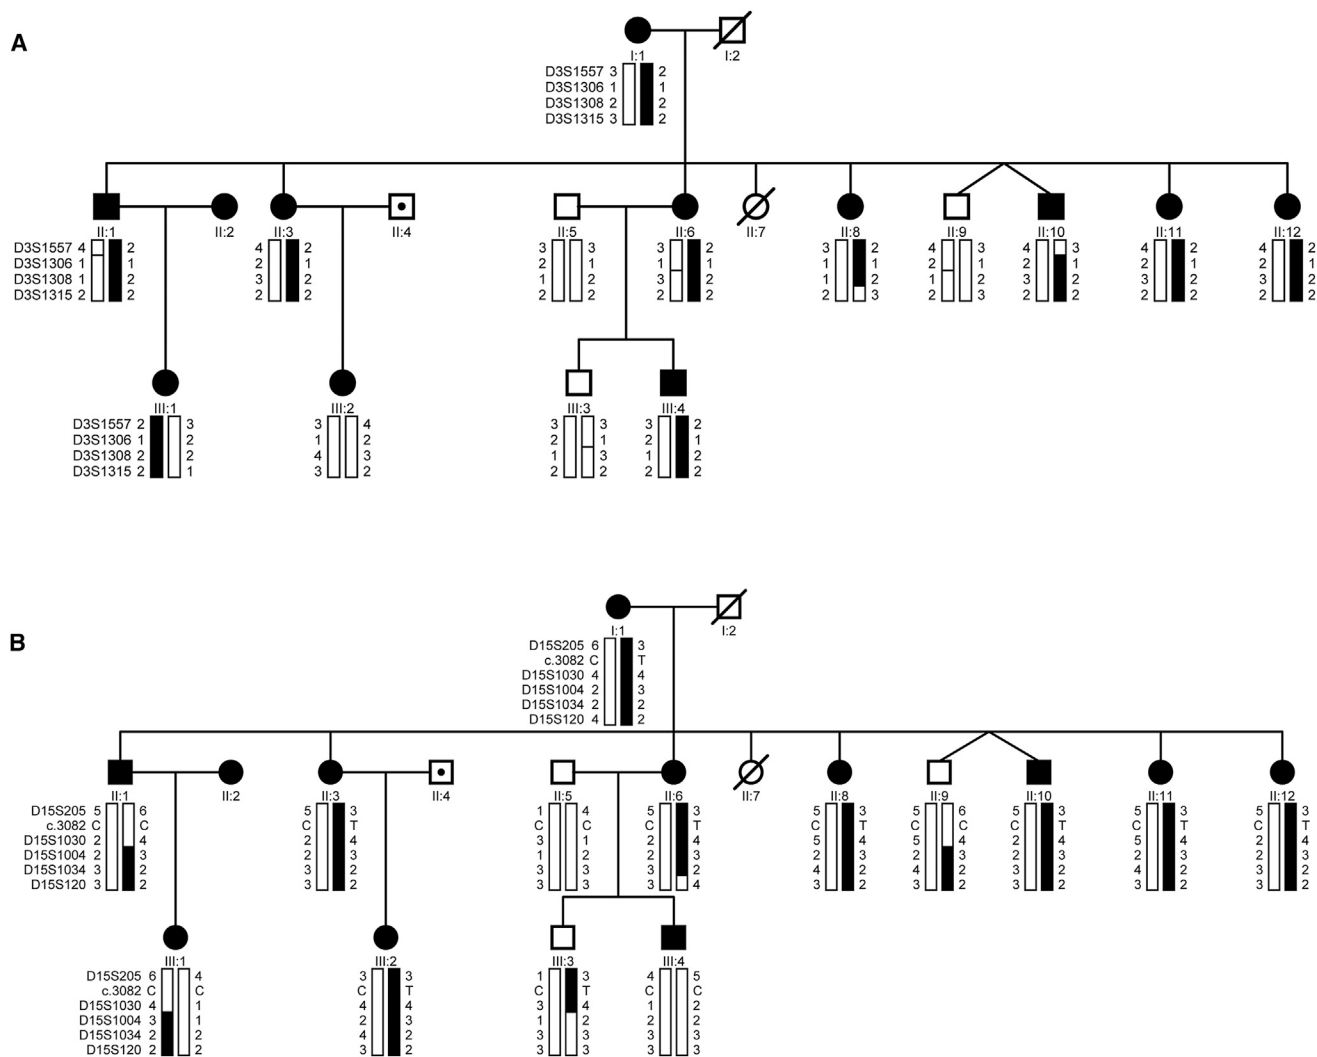 A
I:1 I:2
D3S1557 3 2
D3S1306 1 1
D3S1308 2 2
D3S1315 3 2
II:1 II:2 II:3 II:4 II:5 II:6 II:7 II:8 II:9 II:10 II:11 II:12
D3S1557 4 2 4 2 3 3 3 2 3 2 4 2 4 3 4 2 4 2
D3S1306 1 1 2 1 2 1 1 1 1 1 2 1 2 1 2 1 2 1
D3S1308 1 2 3 2 1 2 3 2 1 2 1 2 3 2 3 2 3 2
D3S1315 2 2 2 2 2 2 2 2 2 3 2 3 2 2 2 2 2 2
III:1 III:2 III:3 III:4
D3S1557 2 3 3 4 3 3 3 2
D3S1306 1 2 1 2 2 1 2 1
D3S1308 2 2 4 3 1 3 1 2
D3S1315 2 1 3 2 2 2 2 2
B
I:1 I:2
D15S205 6 3
c.3082 C T
D15S1030 4 4
D15S1004 2 3
D15S1034 2 2
D15S120 4 2
II:1 II:2 II:3 II:4 II:5 II:6 II:7 II:8 II:9 II:10 II:11 II:12
D15S205 5 6 5 3 1 4 5 3 5 3 5 6 5 3 5 3 5 3
c.3082 C C C T C C C T C T C C C T C T C T
D15S1030 2 4 2 4 3 1 2 4 5 4 5 4 2 4 5 4 2 4
D15S1004 2 3 2 3 1 2 2 3 2 3 2 3 2 3 2 3 2 3
D15S1034 3 2 3 2 3 3 3 2 4 2 4 2 3 2 4 2 3 2
D15S120 3 2 3 2 3 3 3 4 3 2 3 2 3 2 3 2 3 2
III:1 III:2 III:3 III:4
D15S205 6 4 3 3 1 3 4 5
c.3082 C C C T C T C C
D15S1030 4 1 4 4 3 4 1 2
D15S1004 3 1 2 3 1 2 2 2
D15S1034 2 2 4 2 3 3 3 3
D15S120 2 2 3 2 3 3 3 3